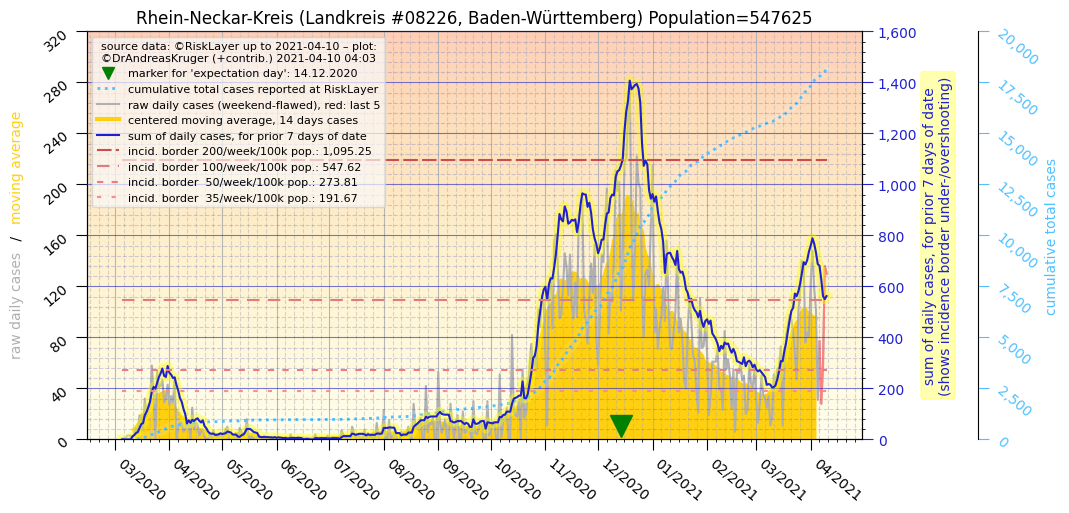 Rhein-Neckar-Kreis (Landkreis #08226, Baden-Württemberg) Population=547625
source data: ©RiskLayer up to 2021-04-10 – plot:
©DrAndreasKruger (+contrib.) 2021-04-10 04:03
marker for 'expectation day': 14.12.2020
cumulative total cases reported at RiskLayer
raw daily cases (weekend-flawed), red: last 5
centered moving average, 14 days cases
sum of daily cases, for prior 7 days of date
incid. border 200/week/100k pop.: 1,095.25
incid. border 100/week/100k pop.: 547.62
incid. border  50/week/100k pop.: 273.81
incid. border  35/week/100k pop.: 191.67
raw daily cases / moving average
320
280
240
200
160
120
80
40
0
03/2020
04/2020
05/2020
06/2020
07/2020
08/2020
09/2020
10/2020
11/2020
12/2020
01/2021
02/2021
03/2021
04/2021
1,600
1,400
1,200
1,000
800
600
400
200
0
sum of daily cases, for prior 7 days of date
(shows incidence border under-/overshooting)
20,000
17,500
15,000
12,500
10,000
7,500
5,000
2,500
0
cumulative total cases